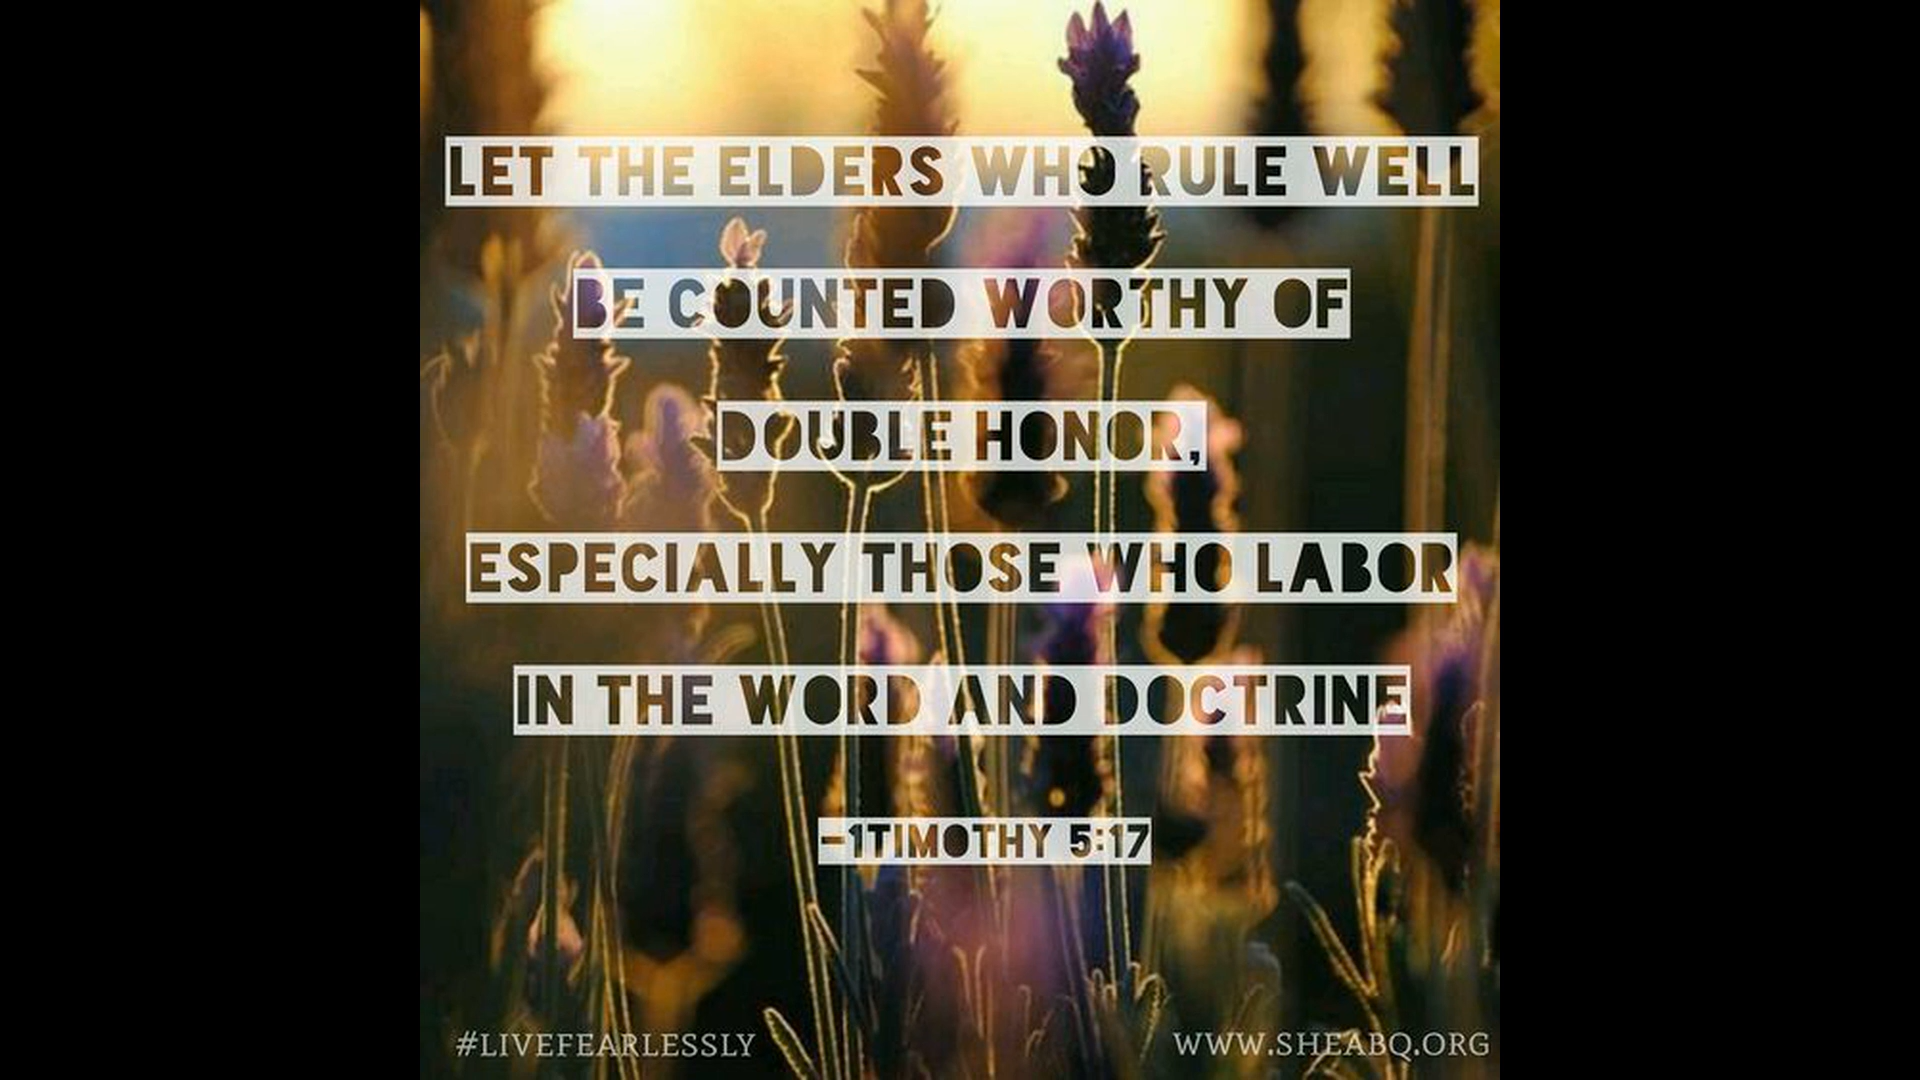 LET THE ELDERS WHO RULE WELL
BE COUNTED WORTHY OF
DOUBLE HONOR,
ESPECIALLY THOSE WHO LABOR
IN THE WORD AND DOCTRINE
-1TIMOTHY 5:17
#LIVEFEARLESSLY
WWW.SHEABQ.ORG